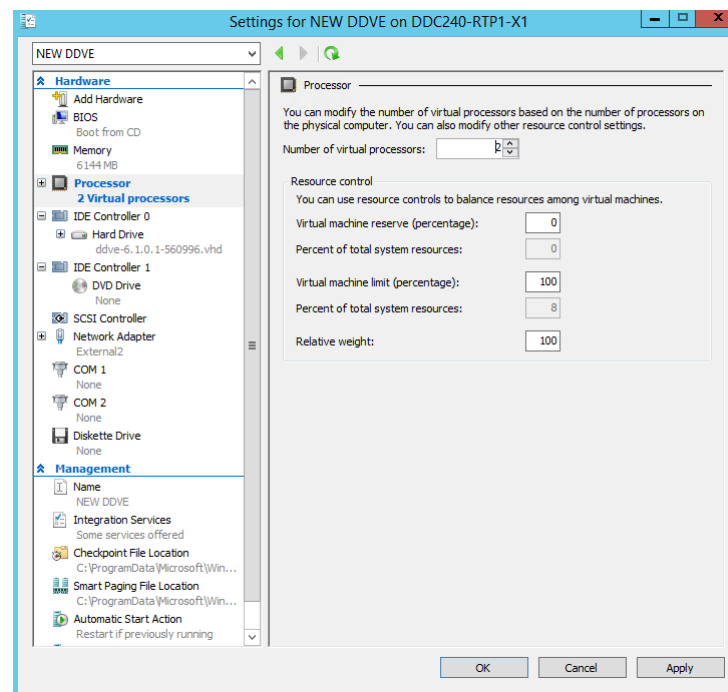 Settings for NEW DDVE on DDC240-RTP1-X1
NEW DDVE
Hardware
Add Hardware
BIOS
Boot from CD
Memory
6144 MB
Processor
2 Virtual processors
IDE Controller 0
Hard Drive
ddve-6.1.0.1-560996.vhd
IDE Controller 1
DVD Drive
None
SCSI Controller
Network Adapter
External2
COM 1
None
COM 2
None
Diskette Drive
None
Management
Name
NEW DDVE
Integration Services
Some services offered
Checkpoint File Location
C:\ProgramData\Microsoft\Win...
Smart Paging File Location
C:\ProgramData\Microsoft\Win...
Automatic Start Action
Restart if previously running
Processor
You can modify the number of virtual processors based on the number of processors on
the physical computer. You can also modify other resource control settings.
Number of virtual processors: 2
Resource control
You can use resource controls to balance resources among virtual machines.
Virtual machine reserve (percentage): 0
Percent of total system resources: 0
Virtual machine limit (percentage): 100
Percent of total system resources: 8
Relative weight: 100
OK Cancel Apply